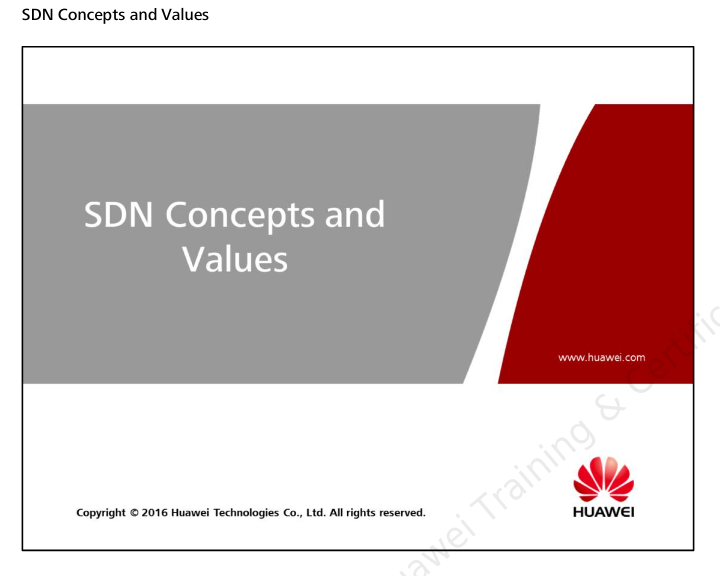 SDN Concepts and Values
SDN Concepts and
Values
www.huawei.com
HUAWEI
Copyright © 2016 Huawei Technologies Co., Ltd. All rights reserved.
Training &